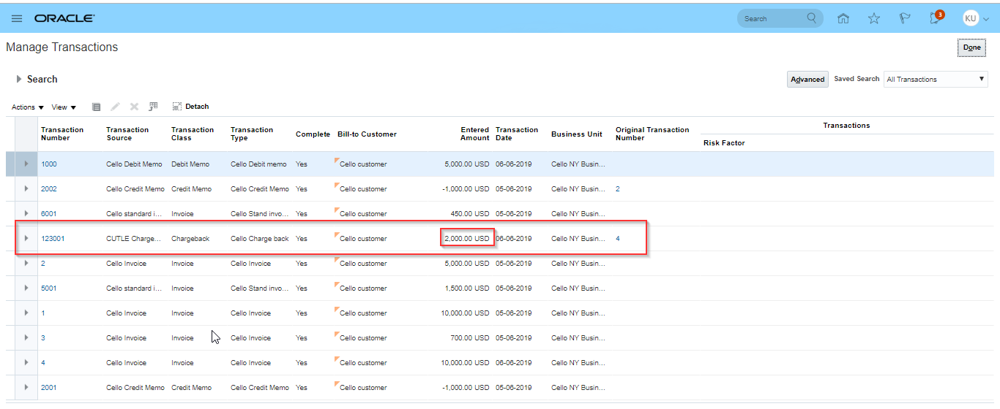 ORACLE
Search
3
KU
Manage Transactions
Done
Search
Advanced Saved Search All Transactions
Actions View Detach
Transaction Number Transaction Source Transaction Class Transaction Type Complete Bill-to Customer Entered Amount Transaction Date Business Unit Original Transaction Number Transactions
Risk Factor
1000 Cello Debit Memo Debit Memo Cello Debit memo Yes Cello customer 5,000.00 USD 06-06-2019 Cello NY Busin...
2002 Cello Credit Memo Credit Memo Cello Credit Memo Yes Cello customer -1,000.00 USD 05-06-2019 Cello NY Busin... 2
6001 Cello standard i... Invoice Cello Stand invo... Yes Cello customer 450.00 USD 05-06-2019 Cello NY Busin...
123001 CUTLE Charge... Chargeback Cello Charge back Yes Cello customer 2,000.00 USD 06-06-2019 Cello NY Busin... 4
2 Cello Invoice Invoice Cello Invoice Yes Cello customer 5,000.00 USD 05-06-2019 Cello NY Busin...
5001 Cello standard i... Invoice Cello Stand invo... Yes Cello customer 1,500.00 USD 05-06-2019 Cello NY Busin...
1 Cello Invoice Invoice Cello Invoice Yes Cello customer 10,000.00 USD 05-06-2019 Cello NY Busin...
3 Cello Invoice Invoice Cello Invoice Yes Cello customer 700.00 USD 05-06-2019 Cello NY Busin...
4 Cello Invoice Invoice Cello Invoice Yes Cello customer 10,000.00 USD 06-06-2019 Cello NY Busin...
2001 Cello Credit Memo Credit Memo Cello Credit Memo Yes Cello customer -1,000.00 USD 05-06-2019 Cello NY Busin...